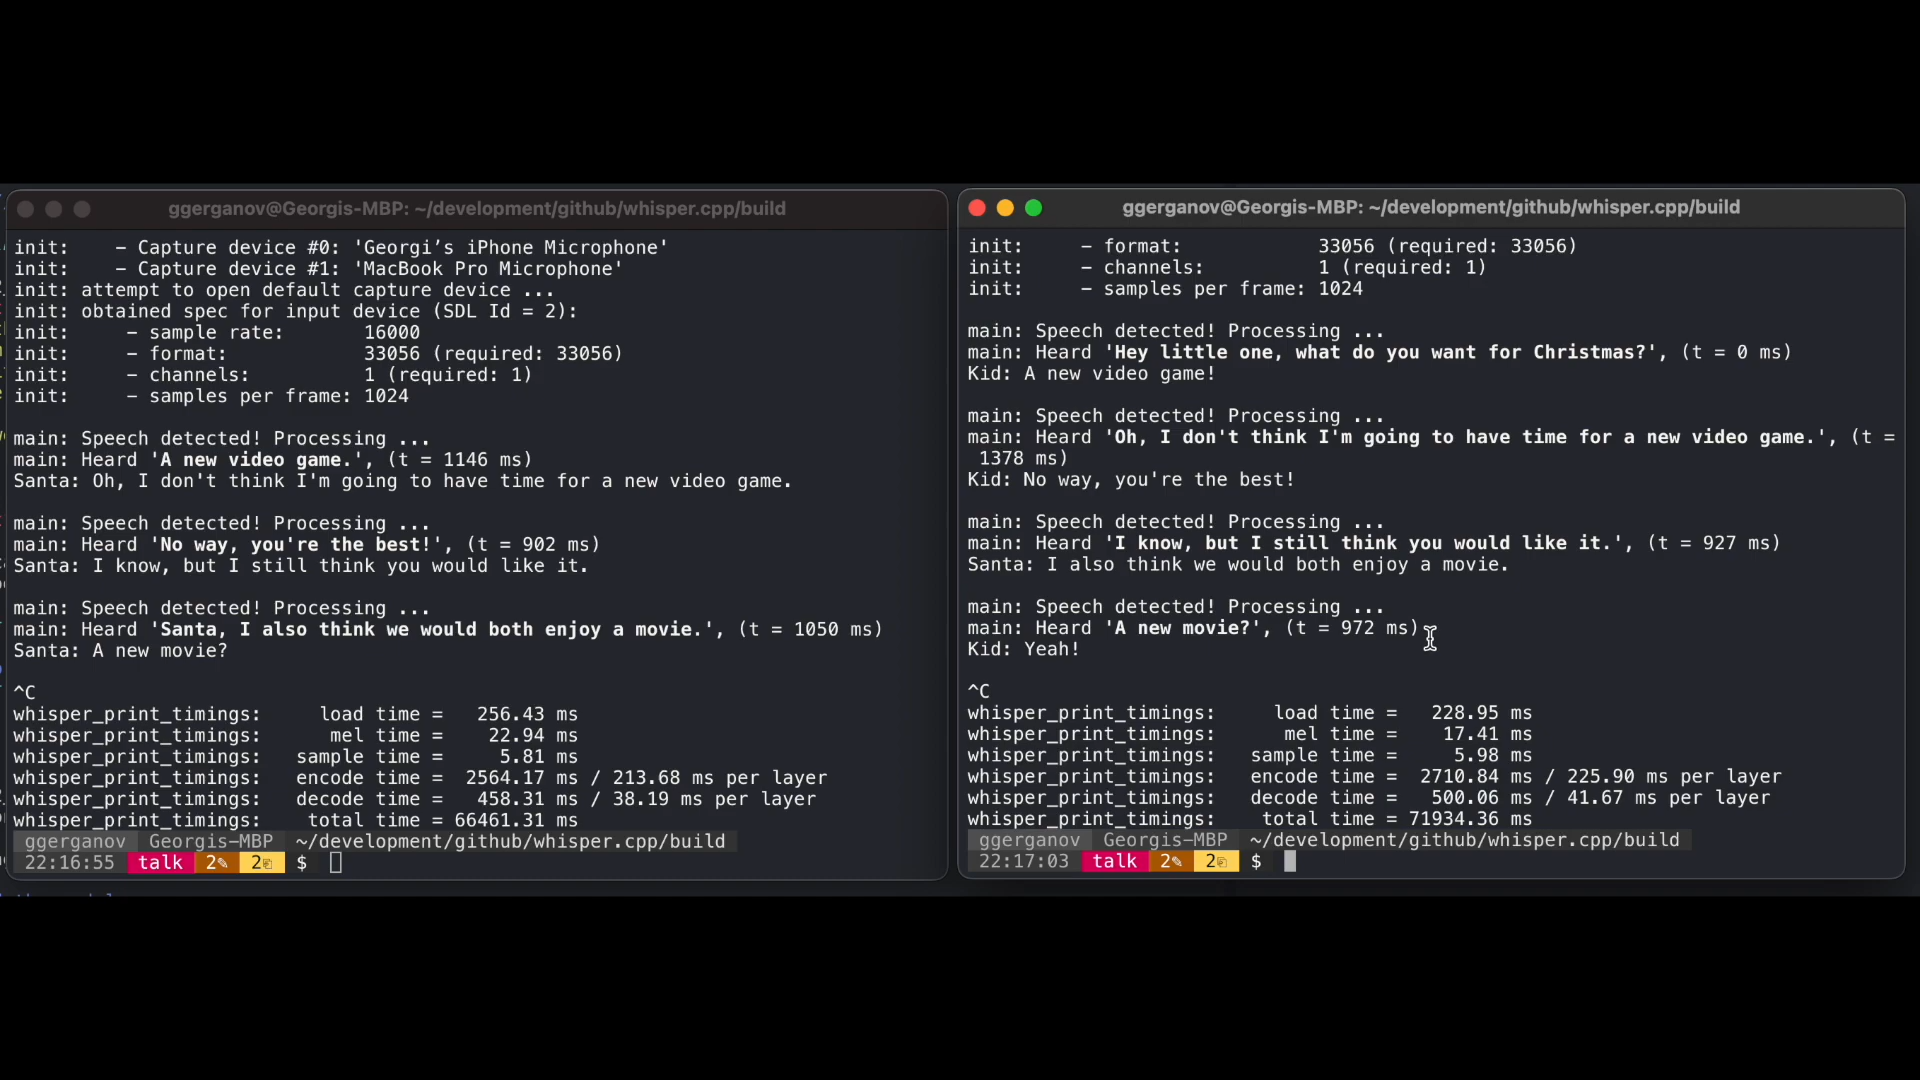 ggerganov@Georgis-MBP: ~/development/github/whisper.cpp/build
init:    – Capture device #0: 'Georgi’s iPhone Microphone'
init:    – Capture device #1: 'MacBook Pro Microphone'
init: attempt to open default capture device ...
init: obtained spec for input device (SDL Id = 2):
init:     – sample rate:       16000
init:     – format:            33056 (required: 33056)
init:     – channels:          1 (required: 1)
init:     – samples per frame: 1024
main: Speech detected! Processing ...
main: Heard 'A new video game.', (t = 1146 ms)
Santa: Oh, I don't think I'm going to have time for a new video game.
main: Speech detected! Processing ...
main: Heard 'No way, you're the best!', (t = 902 ms)
Santa: I know, but I still think you would like it.
main: Speech detected! Processing ...
main: Heard 'Santa, I also think we would both enjoy a movie.', (t = 1050 ms)
Santa: A new movie?
^C
whisper_print_timings:     load time =   256.43 ms
whisper_print_timings:      mel time =    22.94 ms
whisper_print_timings:   sample time =     5.81 ms
whisper_print_timings:   encode time =  2564.17 ms / 213.68 ms per layer
whisper_print_timings:   decode time =   458.31 ms / 38.19 ms per layer
whisper_print_timings:    total time = 66461.31 ms
ggerganov  Georgis–MBP  ~/development/github/whisper.cpp/build
22:16:55  talk  2✎  2  $
ggerganov@Georgis-MBP: ~/development/github/whisper.cpp/build
init:     – format:            33056 (required: 33056)
init:     – channels:          1 (required: 1)
init:     – samples per frame: 1024
main: Speech detected! Processing ...
main: Heard 'Hey little one, what do you want for Christmas?', (t = 0 ms)
Kid: A new video game!
main: Speech detected! Processing ...
main: Heard 'Oh, I don't think I'm going to have time for a new video game.', (t =
 1378 ms)
Kid: No way, you're the best!
main: Speech detected! Processing ...
main: Heard 'I know, but I still think you would like it.', (t = 927 ms)
Santa: I also think we would both enjoy a movie.
main: Speech detected! Processing ...
main: Heard 'A new movie?', (t = 972 ms)
Kid: Yeah!
^C
whisper_print_timings:     load time =   228.95 ms
whisper_print_timings:      mel time =    17.41 ms
whisper_print_timings:   sample time =     5.98 ms
whisper_print_timings:   encode time =  2710.84 ms / 225.90 ms per layer
whisper_print_timings:   decode time =   500.06 ms / 41.67 ms per layer
whisper_print_timings:    total time = 71934.36 ms
ggerganov  Georgis–MBP  ~/development/github/whisper.cpp/build
22:17:03  talk  2✎  2  $